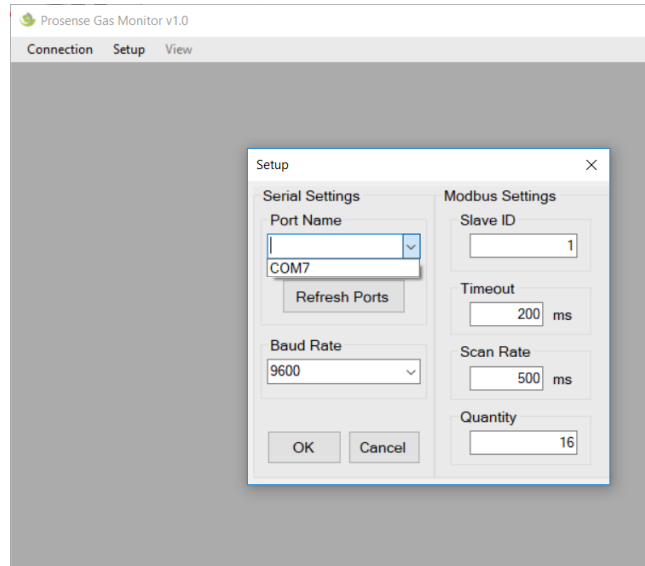 Prosense Gas Monitor v1.0
Connection Setup View
Setup
Serial Settings
Port Name
COM7
Refresh Ports
Baud Rate
9600
OK Cancel
Modbus Settings
Slave ID
1
Timeout
200 ms
Scan Rate
500 ms
Quantity
16